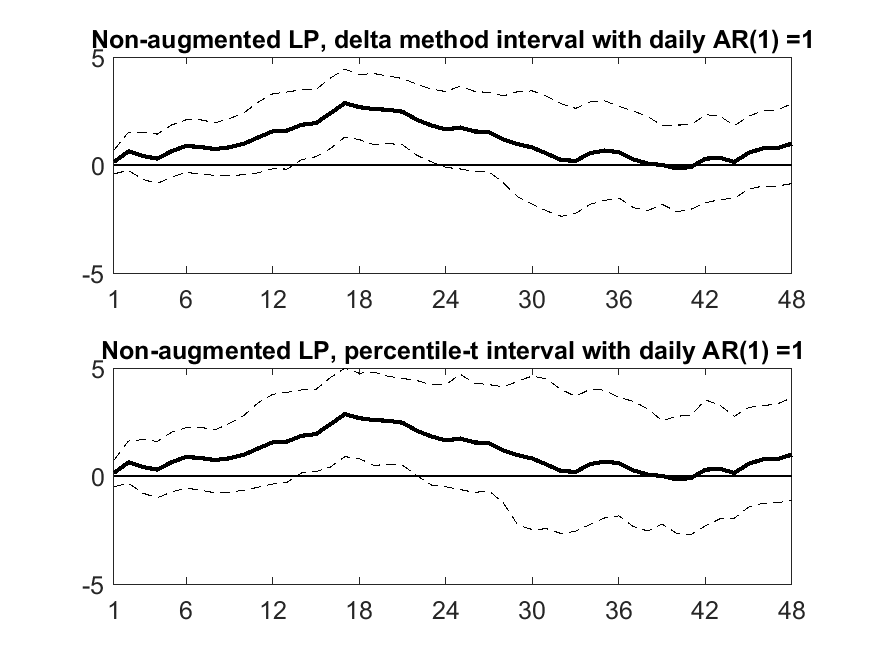 Non-augmented LP, delta method interval with daily AR(1) =1
5
0
-5
1 6 12 18 24 30 36 42 48
Non-augmented LP, percentile-t interval with daily AR(1) =1
5
0
-5
1 6 12 18 24 30 36 42 48